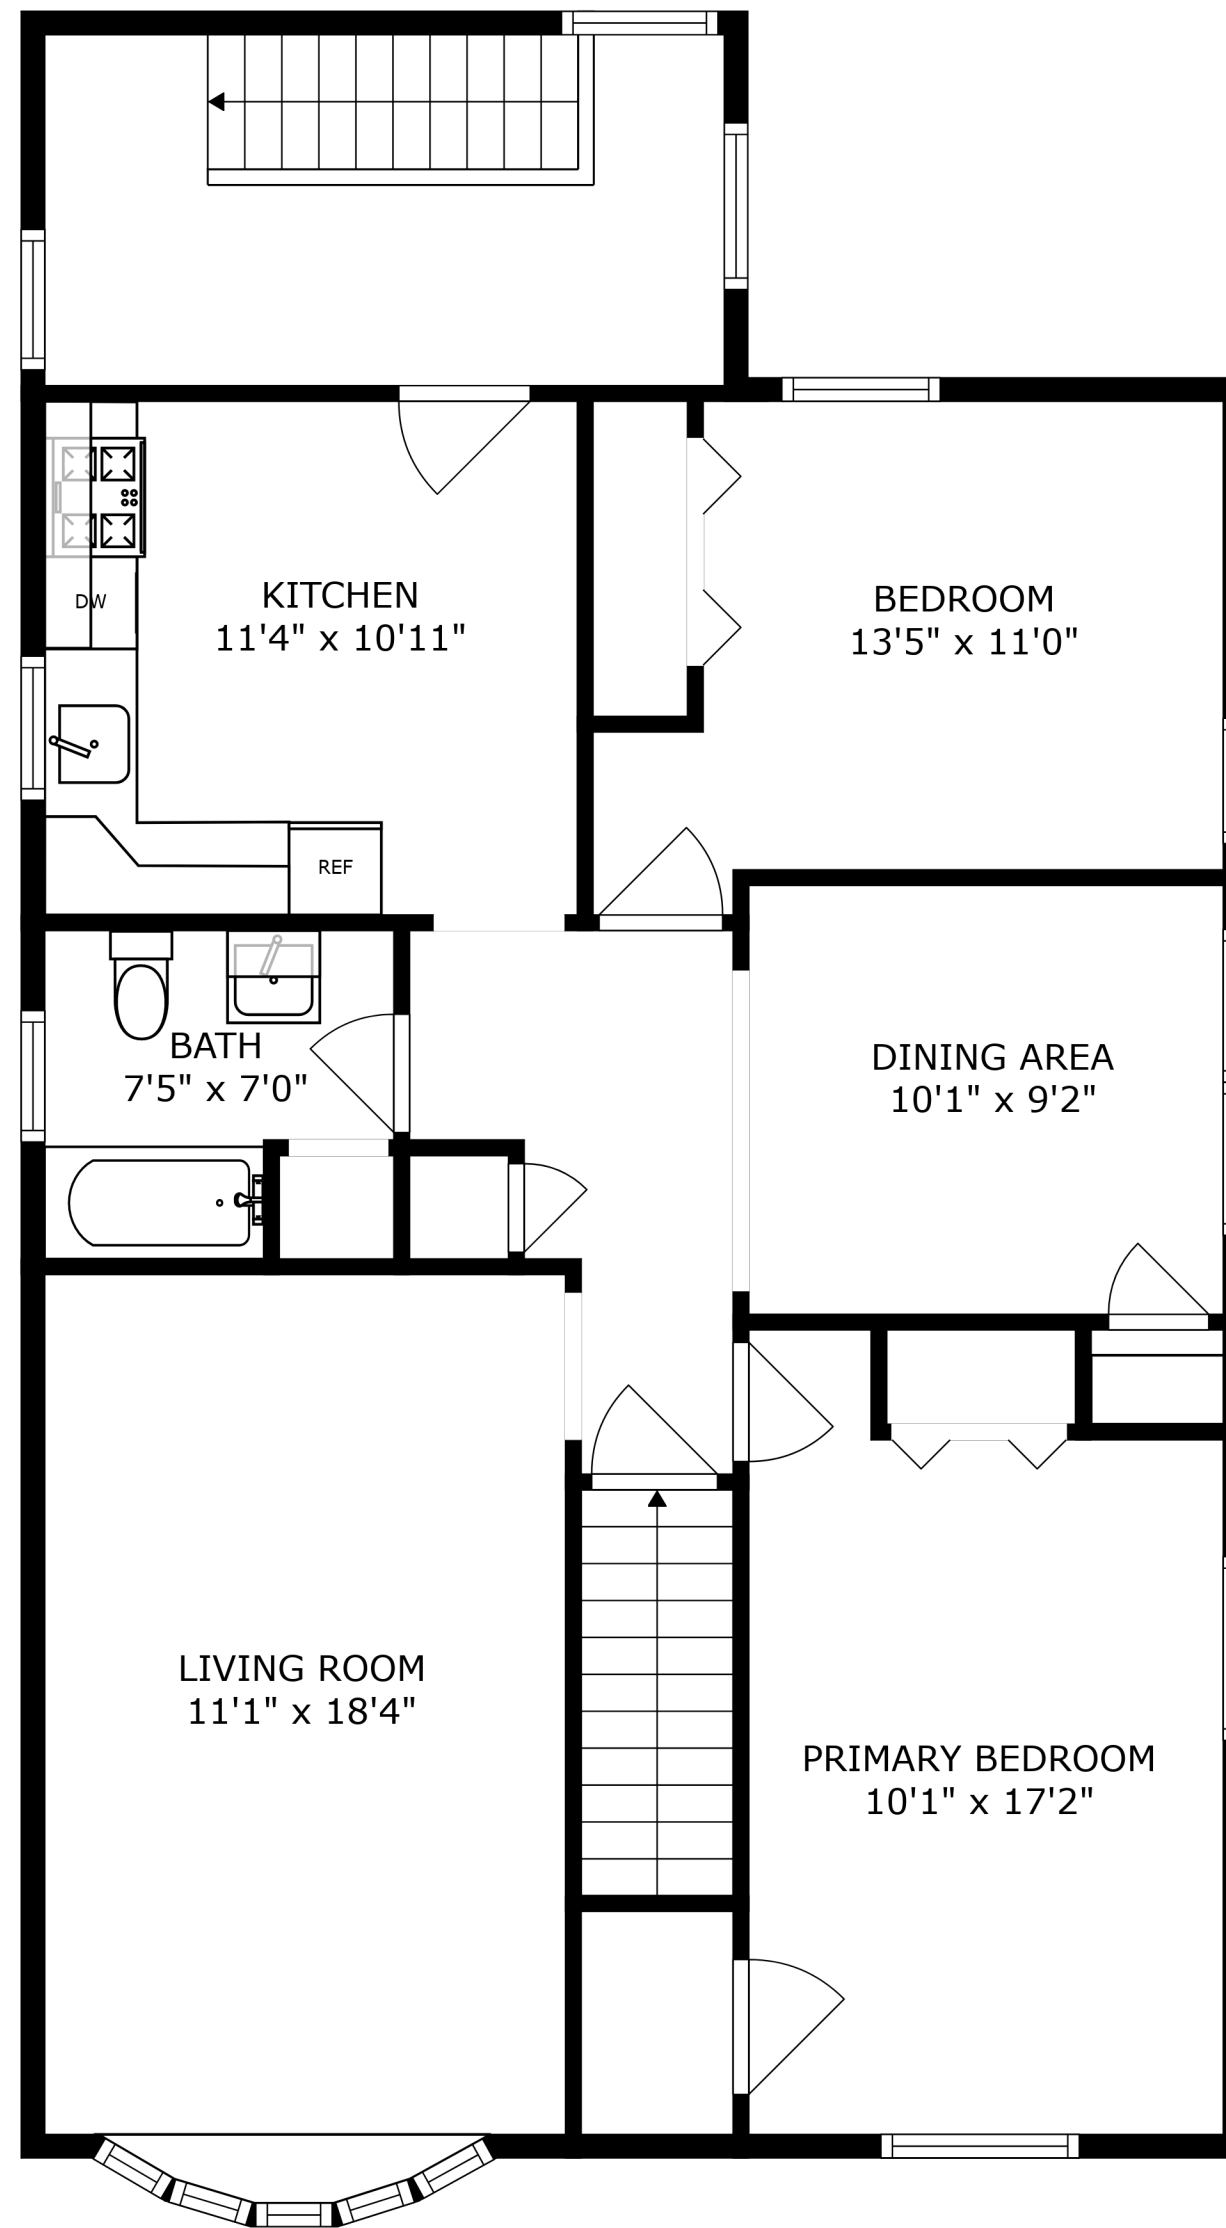 KITCHEN
11'4" x 10'11"
BEDROOM
13'5" x 11'0"
DW
REF
BATH
7'5" x 7'0"
DINING AREA
10'1" x 9'2"
LIVING ROOM
11'1" x 18'4"
PRIMARY BEDROOM
10'1" x 17'2"